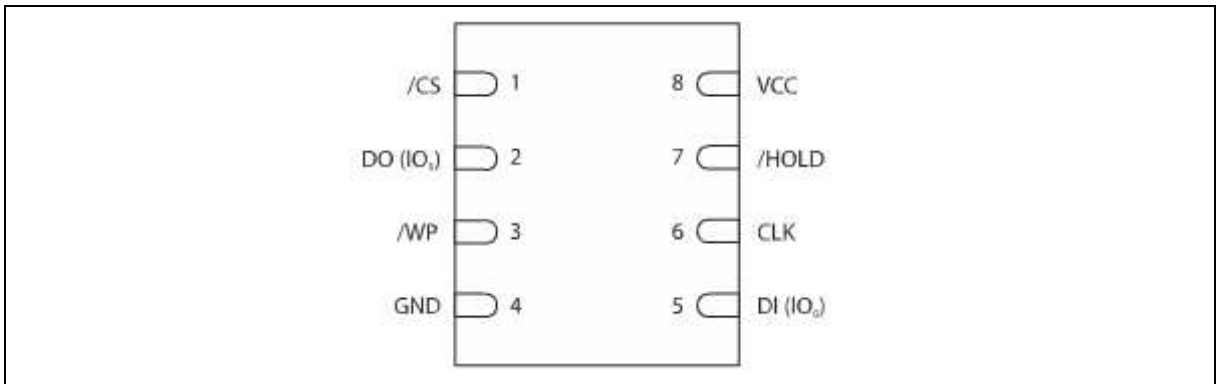 /CS 1 8 VCC
DO (IO₁) 2 7 /HOLD
/WP 3 6 CLK
GND 4 5 DI (IO₀)